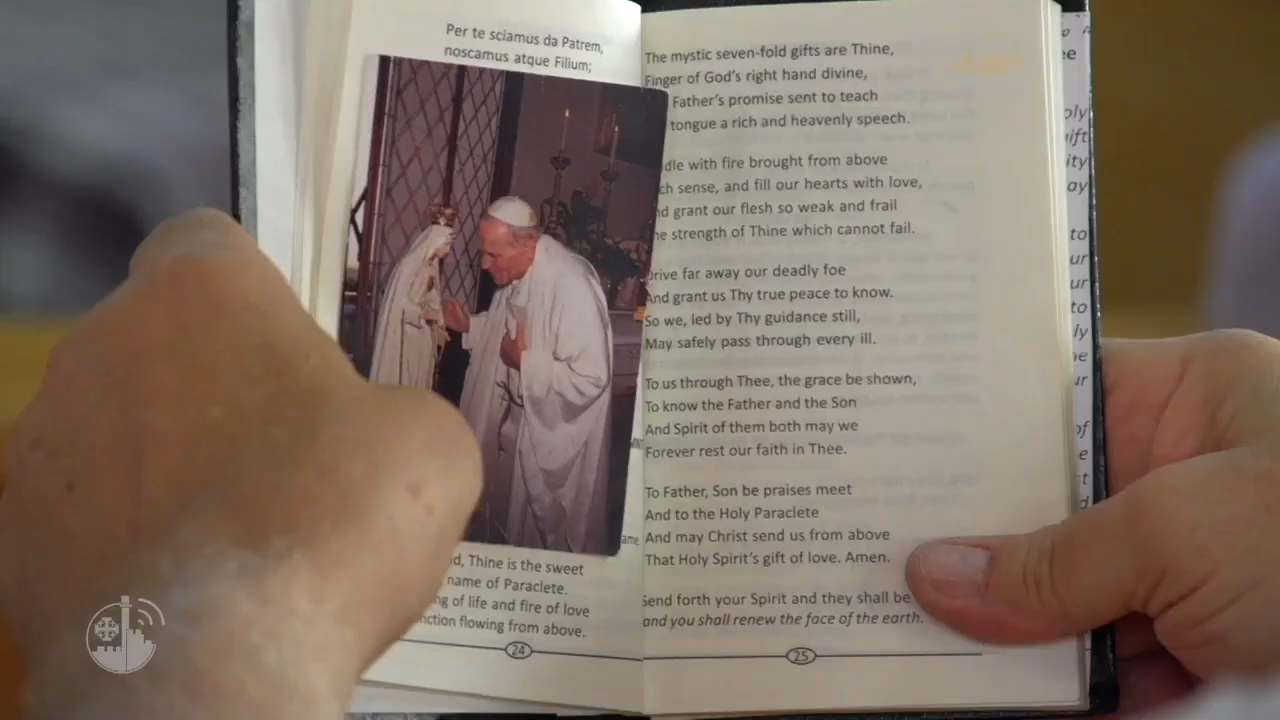 Per te sciamus da Patrem,
noscamus atque Filium;
Thine is the sweet
name of Paraclete.
of life and fire of love
flowing from above.
24
The mystic seven-fold gifts are Thine,
Finger of God's right hand divine,
Father's promise sent to teach
tongue a rich and heavenly speech.
with fire brought from above
sense, and fill our hearts with love,
grant our flesh so weak and frail
strength of Thine which cannot fail.
Drive far away our deadly foe
And grant us Thy true peace to know.
So we, led by Thy guidance still,
May safely pass through every ill.
To us through Thee, the grace be shown,
To know the Father and the Son
And Spirit of them both may we
Forever rest our faith in Thee.
To Father, Son be praises meet
And to the Holy Paraclete
And may Christ send us from above
That Holy Spirit's gift of love. Amen.
Send forth your Spirit and they shall be
and you shall renew the face of the earth.
25
to
to
of